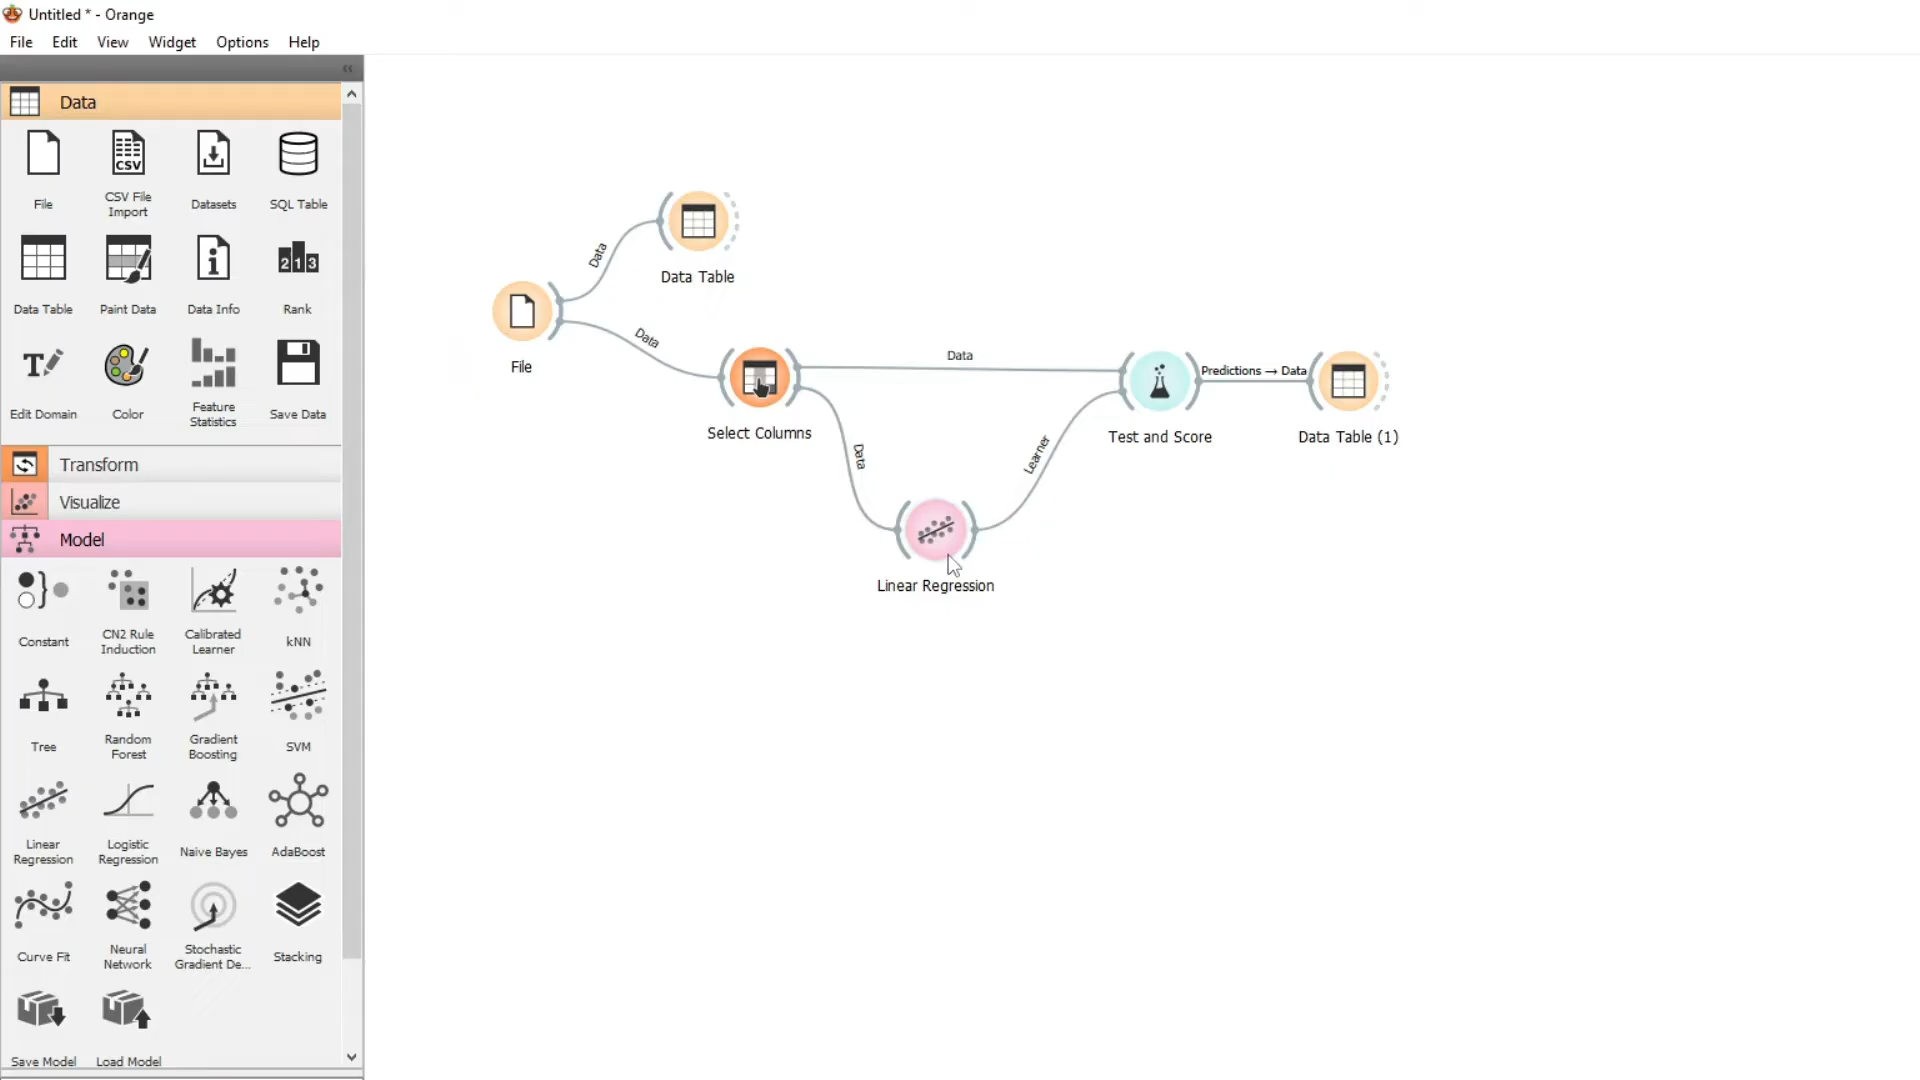 Untitled * - Orange
File Edit View Widget Options Help
Data
CSV
File
CSV File
Import
Datasets
SQL Table
213
Data Table
Paint Data
Data Info
Rank
T
Edit Domain
Color
Feature
Statistics
Save Data
Transform
Visualize
Model
Constant
CN2 Rule
Induction
Calibrated
Learner
kNN
Tree
Random
Forest
Gradient
Boosting
SVM
Linear
Regression
Logistic
Regression
Naive Bayes
AdaBoost
Curve Fit
Neural
Network
Stochastic
Gradient De...
Stacking
Save Model
Load Model
Data
Data Table
File
Data
Select Columns
Data
Data
Linear Regression
Learner
Test and Score
Predictions → Data
Data Table (1)